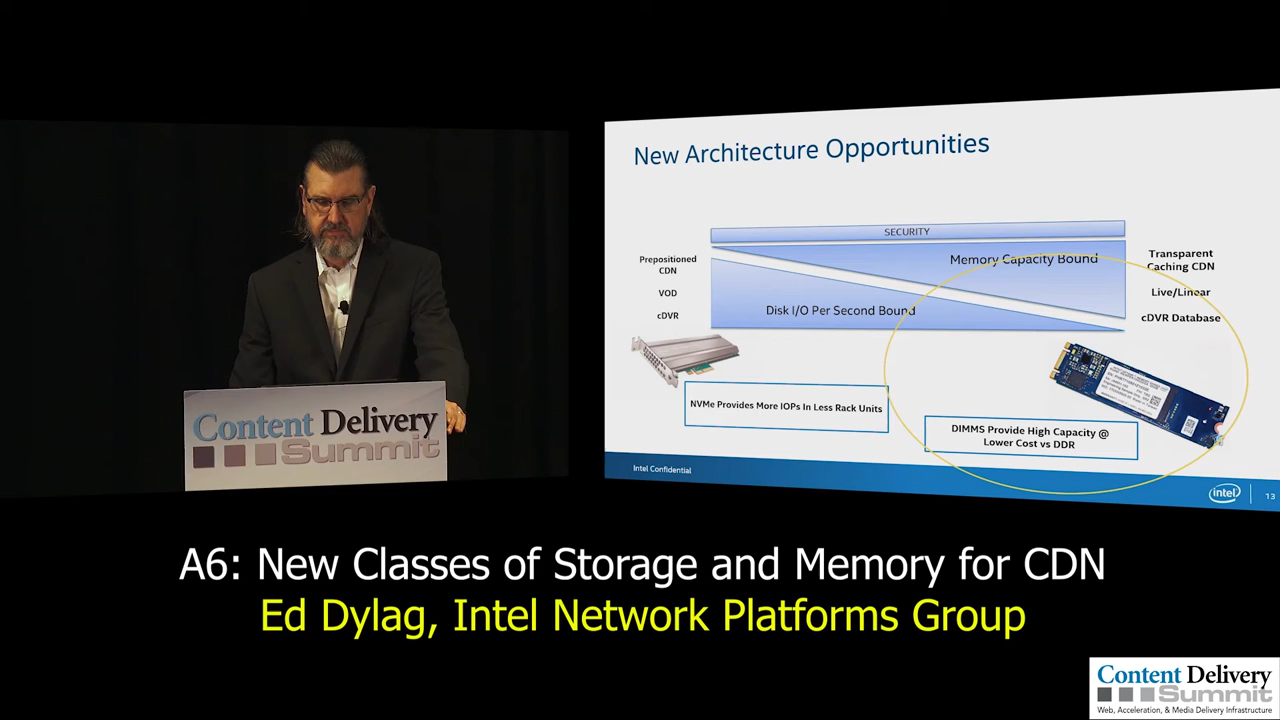 New Architecture Opportunities
SECURITY
Memory Capacity Bound
Disk I/O Per Second Bound
Prepositioned
CDN
VOD
cDVR
Transparent
Caching CDN
Live/Linear
cDVR Database
NVMe Provides More IOPs In Less Rack Units
DIMMS Provide High Capacity @
Lower Cost vs DDR
Intel Confidential
intel
13
Content Delivery
Summit
A6: New Classes of Storage and Memory for CDN
Ed Dylag, Intel Network Platforms Group
Content Delivery
Summit
Web, Acceleration, & Media Delivery Infrastructure